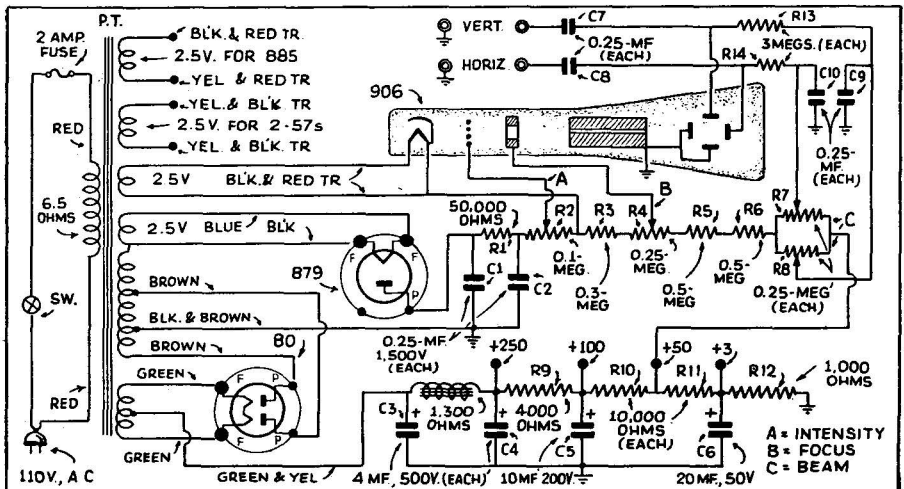 P.T.
2 AMP.
FUSE
BLK. & RED TR.
2.5V. FOR 885
YEL & RED TR
YEL. & BLK. TR
2.5V. FOR 2-57s
YEL. & BLK. TR
RED
2.5V BLK. & RED TR
6.5
OHMS
2.5V BLUE BLK
879
F
F
P
BROWN
SW.
BLK. & BROWN
BROWN
80
GREEN
F
P
P
F
RED
GREEN
GREEN & YEL
110V., A C
VERT.
HORIZ.
C7
0.25-MF
(EACH)
C8
R13
R14
3 MEGS. (EACH)
C10
C9
0.25-
MF.
(EACH)
906
A
B
50,000
OHMS
R1
R2
R3
R4
R5
R6
R7
C
R8
0.1-
MEG.
0.3-
MEG
0.25-
MEG.
0.5-
MEG
0.5-
MEG
0.25-MEG
(EACH)
C1
C2
0.25-MF.
1,500V
(EACH)
+250
+100
+50
+3
R9
R10
R11
R12
1,000
OHMS
1,300
OHMS
4000
OHMS
10,000
OHMS
(EACH)
C3
+
C4
+
C5
+
C6
+
4 MF., 500V. (EACH)
10 MF 200V.
20 MF., 50V
A = INTENSITY
B = FOCUS
C = BEAM